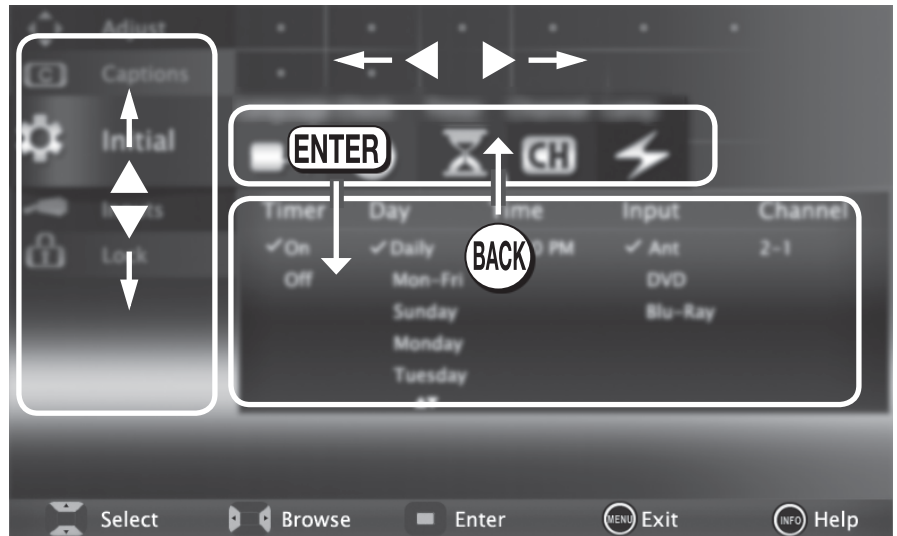 Adjust
Captions
Initial
ENTER
CH
Inputs
Lock
BACK
Timer Day Time Input Channel
✓On ✓Daily PM ✓Ant 2-1
Off Mon-Fri DVD
Sunday Blu-Ray
Monday
Tuesday
Select Browse Enter MENU Exit INFO Help